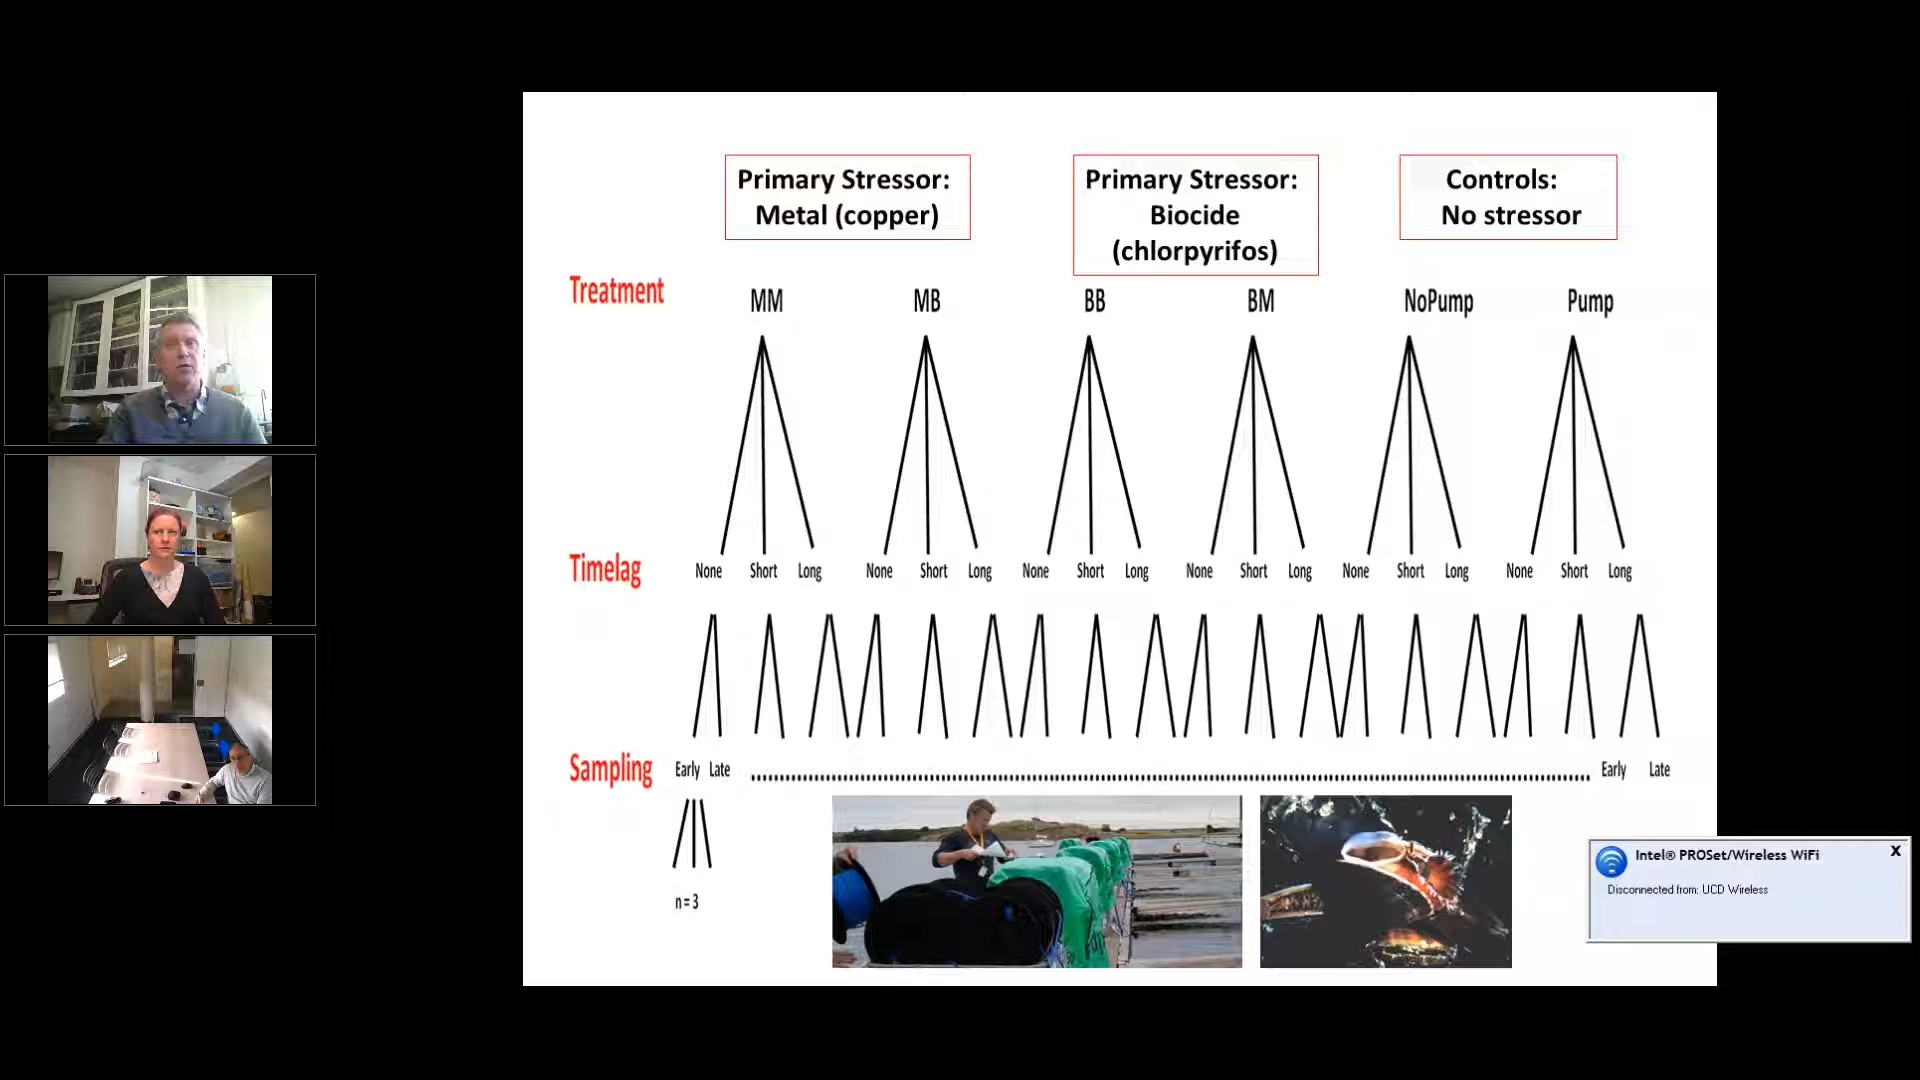 Primary Stressor:
Metal (copper)
Primary Stressor:
Biocide
(chlorpyrifos)
Controls:
No stressor
Treatment
MM MB BB BM NoPump Pump
Timelag
None Short Long None Short Long None Short Long None Short Long None Short Long None Short Long
Sampling
Early Late Early Late
n=3
Intel® PROSet/Wireless WiFi X
Disconnected from: UCD Wireless